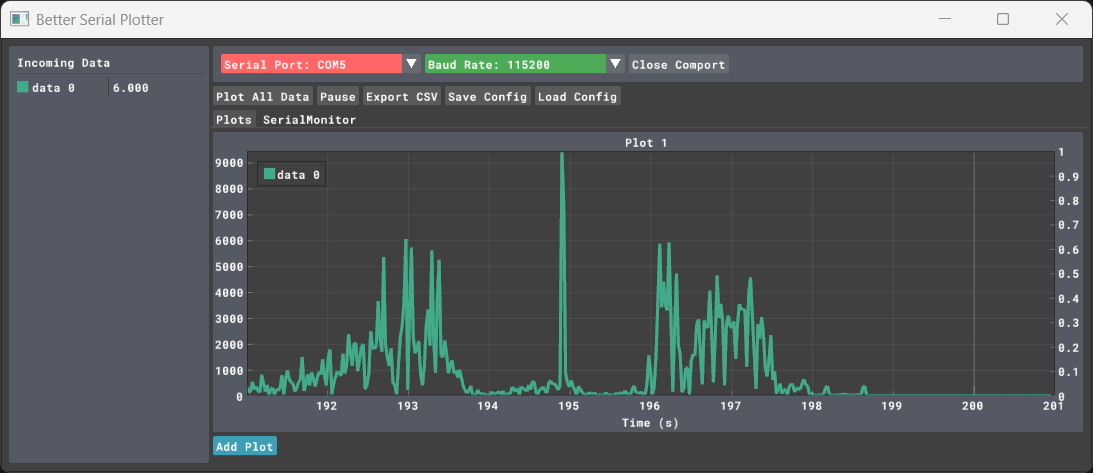 Better Serial Plotter
Incoming Data
data 0 6.000
Serial Port: COM5 Baud Rate: 115200 Close Comport
Plot All Data Pause Export CSV Save Config Load Config
Plots SerialMonitor
Plot 1
data 0
9000
8000
7000
6000
5000
4000
3000
2000
1000
0
1
0.9
0.8
0.7
0.6
0.5
0.4
0.3
0.2
0.1
0
192 193 194 195 196 197 198 199 200 201
Time (s)
Add Plot